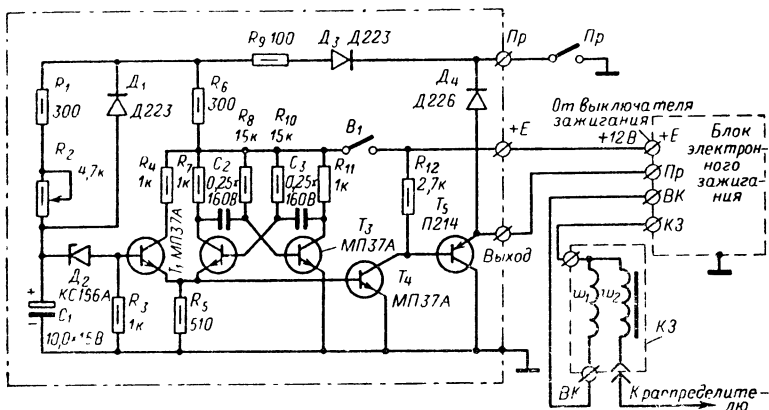 R₁
300
R₂
4,7к
Д₁
Д223
R₆
300
R₉ 100
Д₃
Д223
Пр
Пр
Д₄
Д226
R₈
15к
R₁₀
15к
В₁
+Е
От выключателя
зажигания
+12В
+Е
Блок
электрон-
ного
зажига-
ния
Пр
ВК
КЗ
R₄
1к
R₇
1к
C₂
0,25х
160В
C₃
0,25х
160В
R₁₁
1к
R₁₂
2,7к
T₅
П214
T₁ МП37А
T₃
МП37А
Выход
Д₂
КС156А
C₁
10,0х15В
+
−
R₃
1к
R₅
510
T₄
МП37А
w₁
w₂
КЗ
ВК
К распределите-
лю